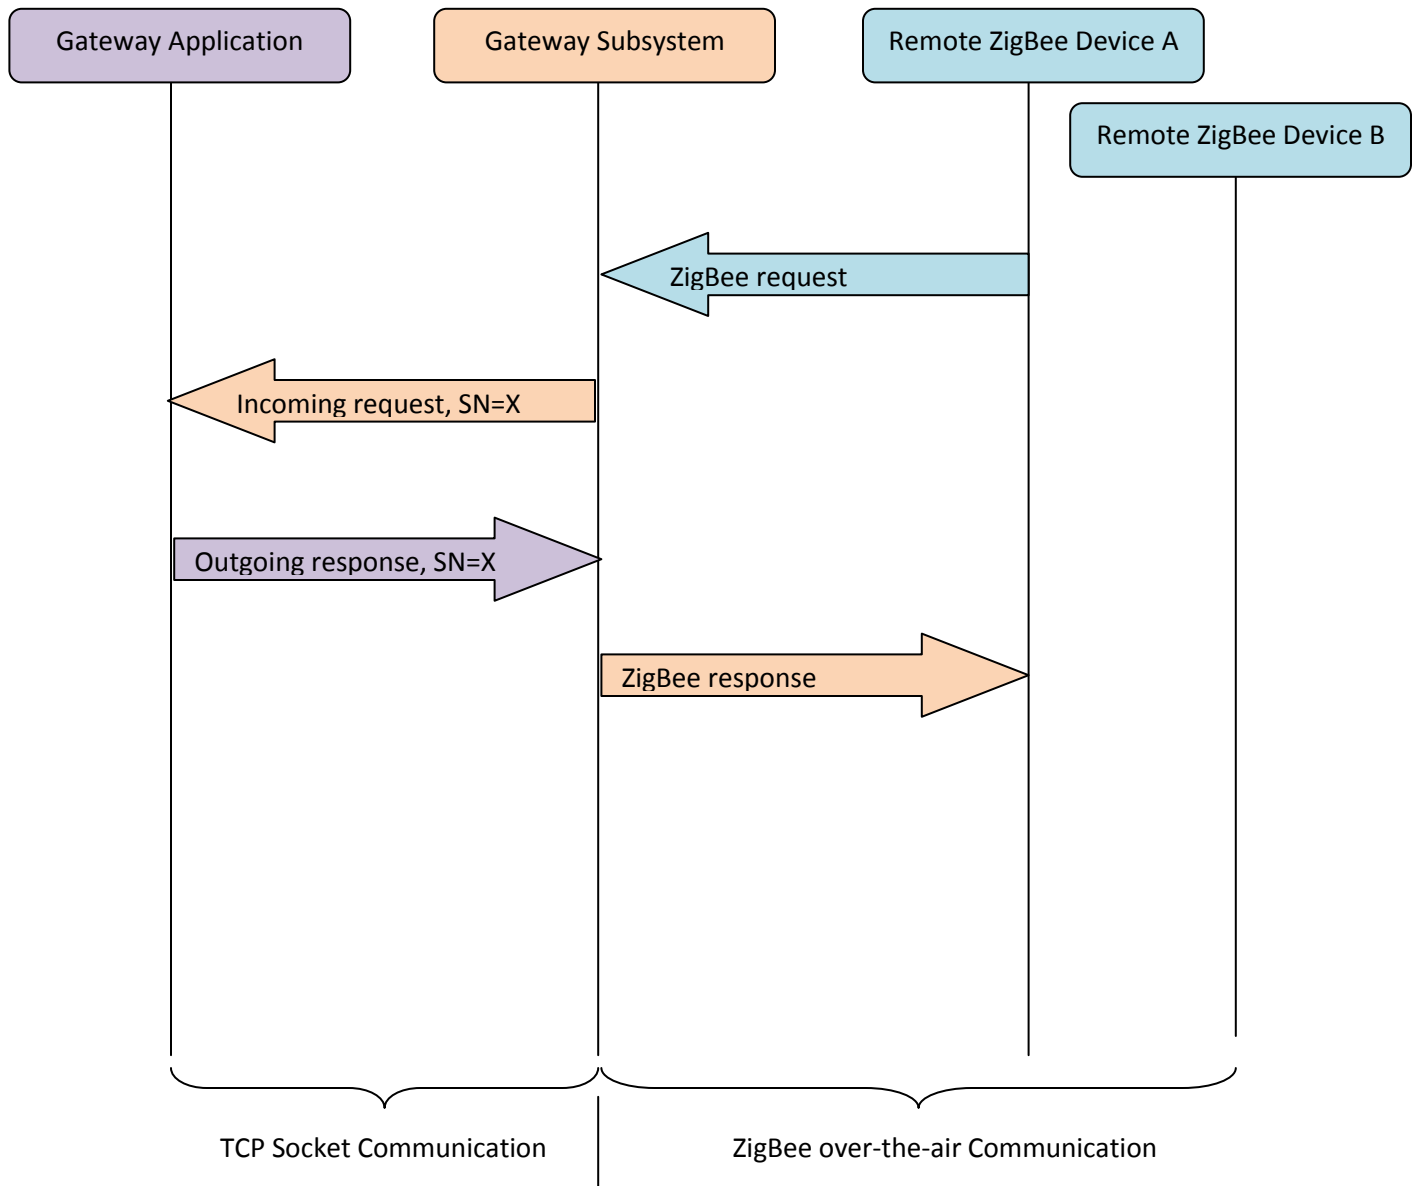 Gateway Application
Gateway Subsystem
Remote ZigBee Device A
Remote ZigBee Device B
ZigBee request
Incoming request, SN=X
Outgoing response, SN=X
ZigBee response
TCP Socket Communication
ZigBee over-the-air Communication